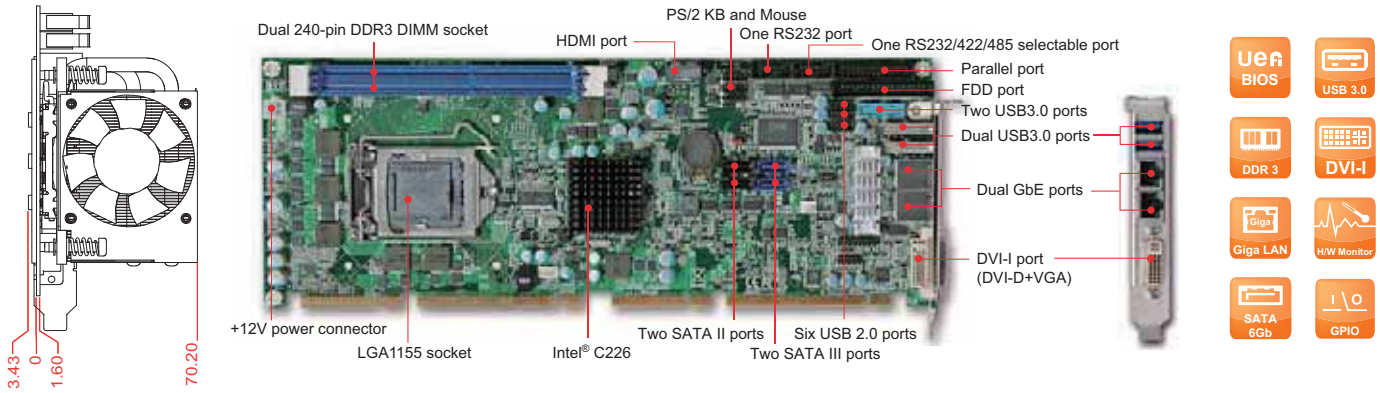 PS/2 KB and Mouse
Dual 240-pin DDR3 DIMM socket
One RS232 port
HDMI port
One RS232/422/485 selectable port
Parallel port
FDD port
Two USB3.0 ports
Dual USB3.0 ports
Dual GbE ports
DVI-I port
(DVI-D+VGA)
+12V power connector
LGA1155 socket
Intel® C226
Two SATA II ports
Two SATA III ports
Six USB 2.0 ports
3.43
0
1.60
70.20
UEFI
BIOS
USB 3.0
DDR 3
DVI-I
Giga
Giga LAN
H/W Monitor
SATA
6Gb
I \ O
GPIO